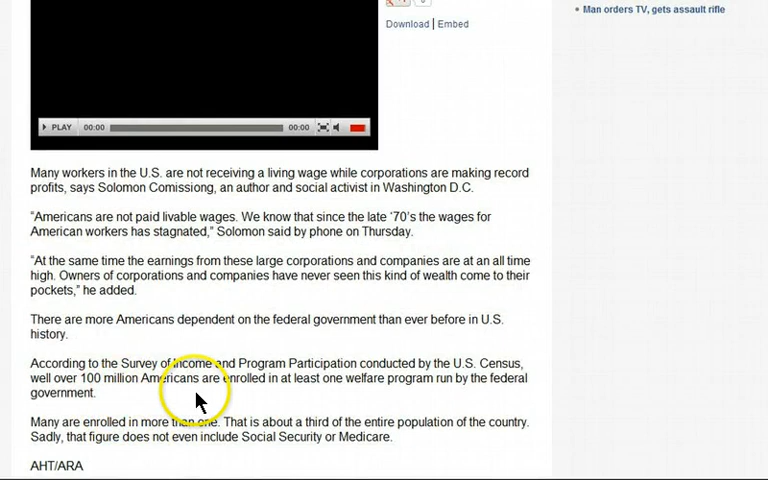 Download | Embed
• Man orders TV, gets assault rifle
PLAY 00:00 00:00
Many workers in the U.S. are not receiving a living wage while corporations are making record
profits, says Solomon Comissiong, an author and social activist in Washington D.C.
“Americans are not paid livable wages. We know that since the late ‘70’s the wages for
American workers has stagnated,” Solomon said by phone on Thursday.
“At the same time the earnings from these large corporations and companies are at an all time
high. Owners of corporations and companies have never seen this kind of wealth come to their
pockets,” he added.
There are more Americans dependent on the federal government than ever before in U.S.
history.
According to the Survey of Income and Program Participation conducted by the U.S. Census,
well over 100 million Americans are enrolled in at least one welfare program run by the federal
government.
Many are enrolled in more than one. That is about a third of the entire population of the country.
Sadly, that figure does not even include Social Security or Medicare.
AHT/ARA